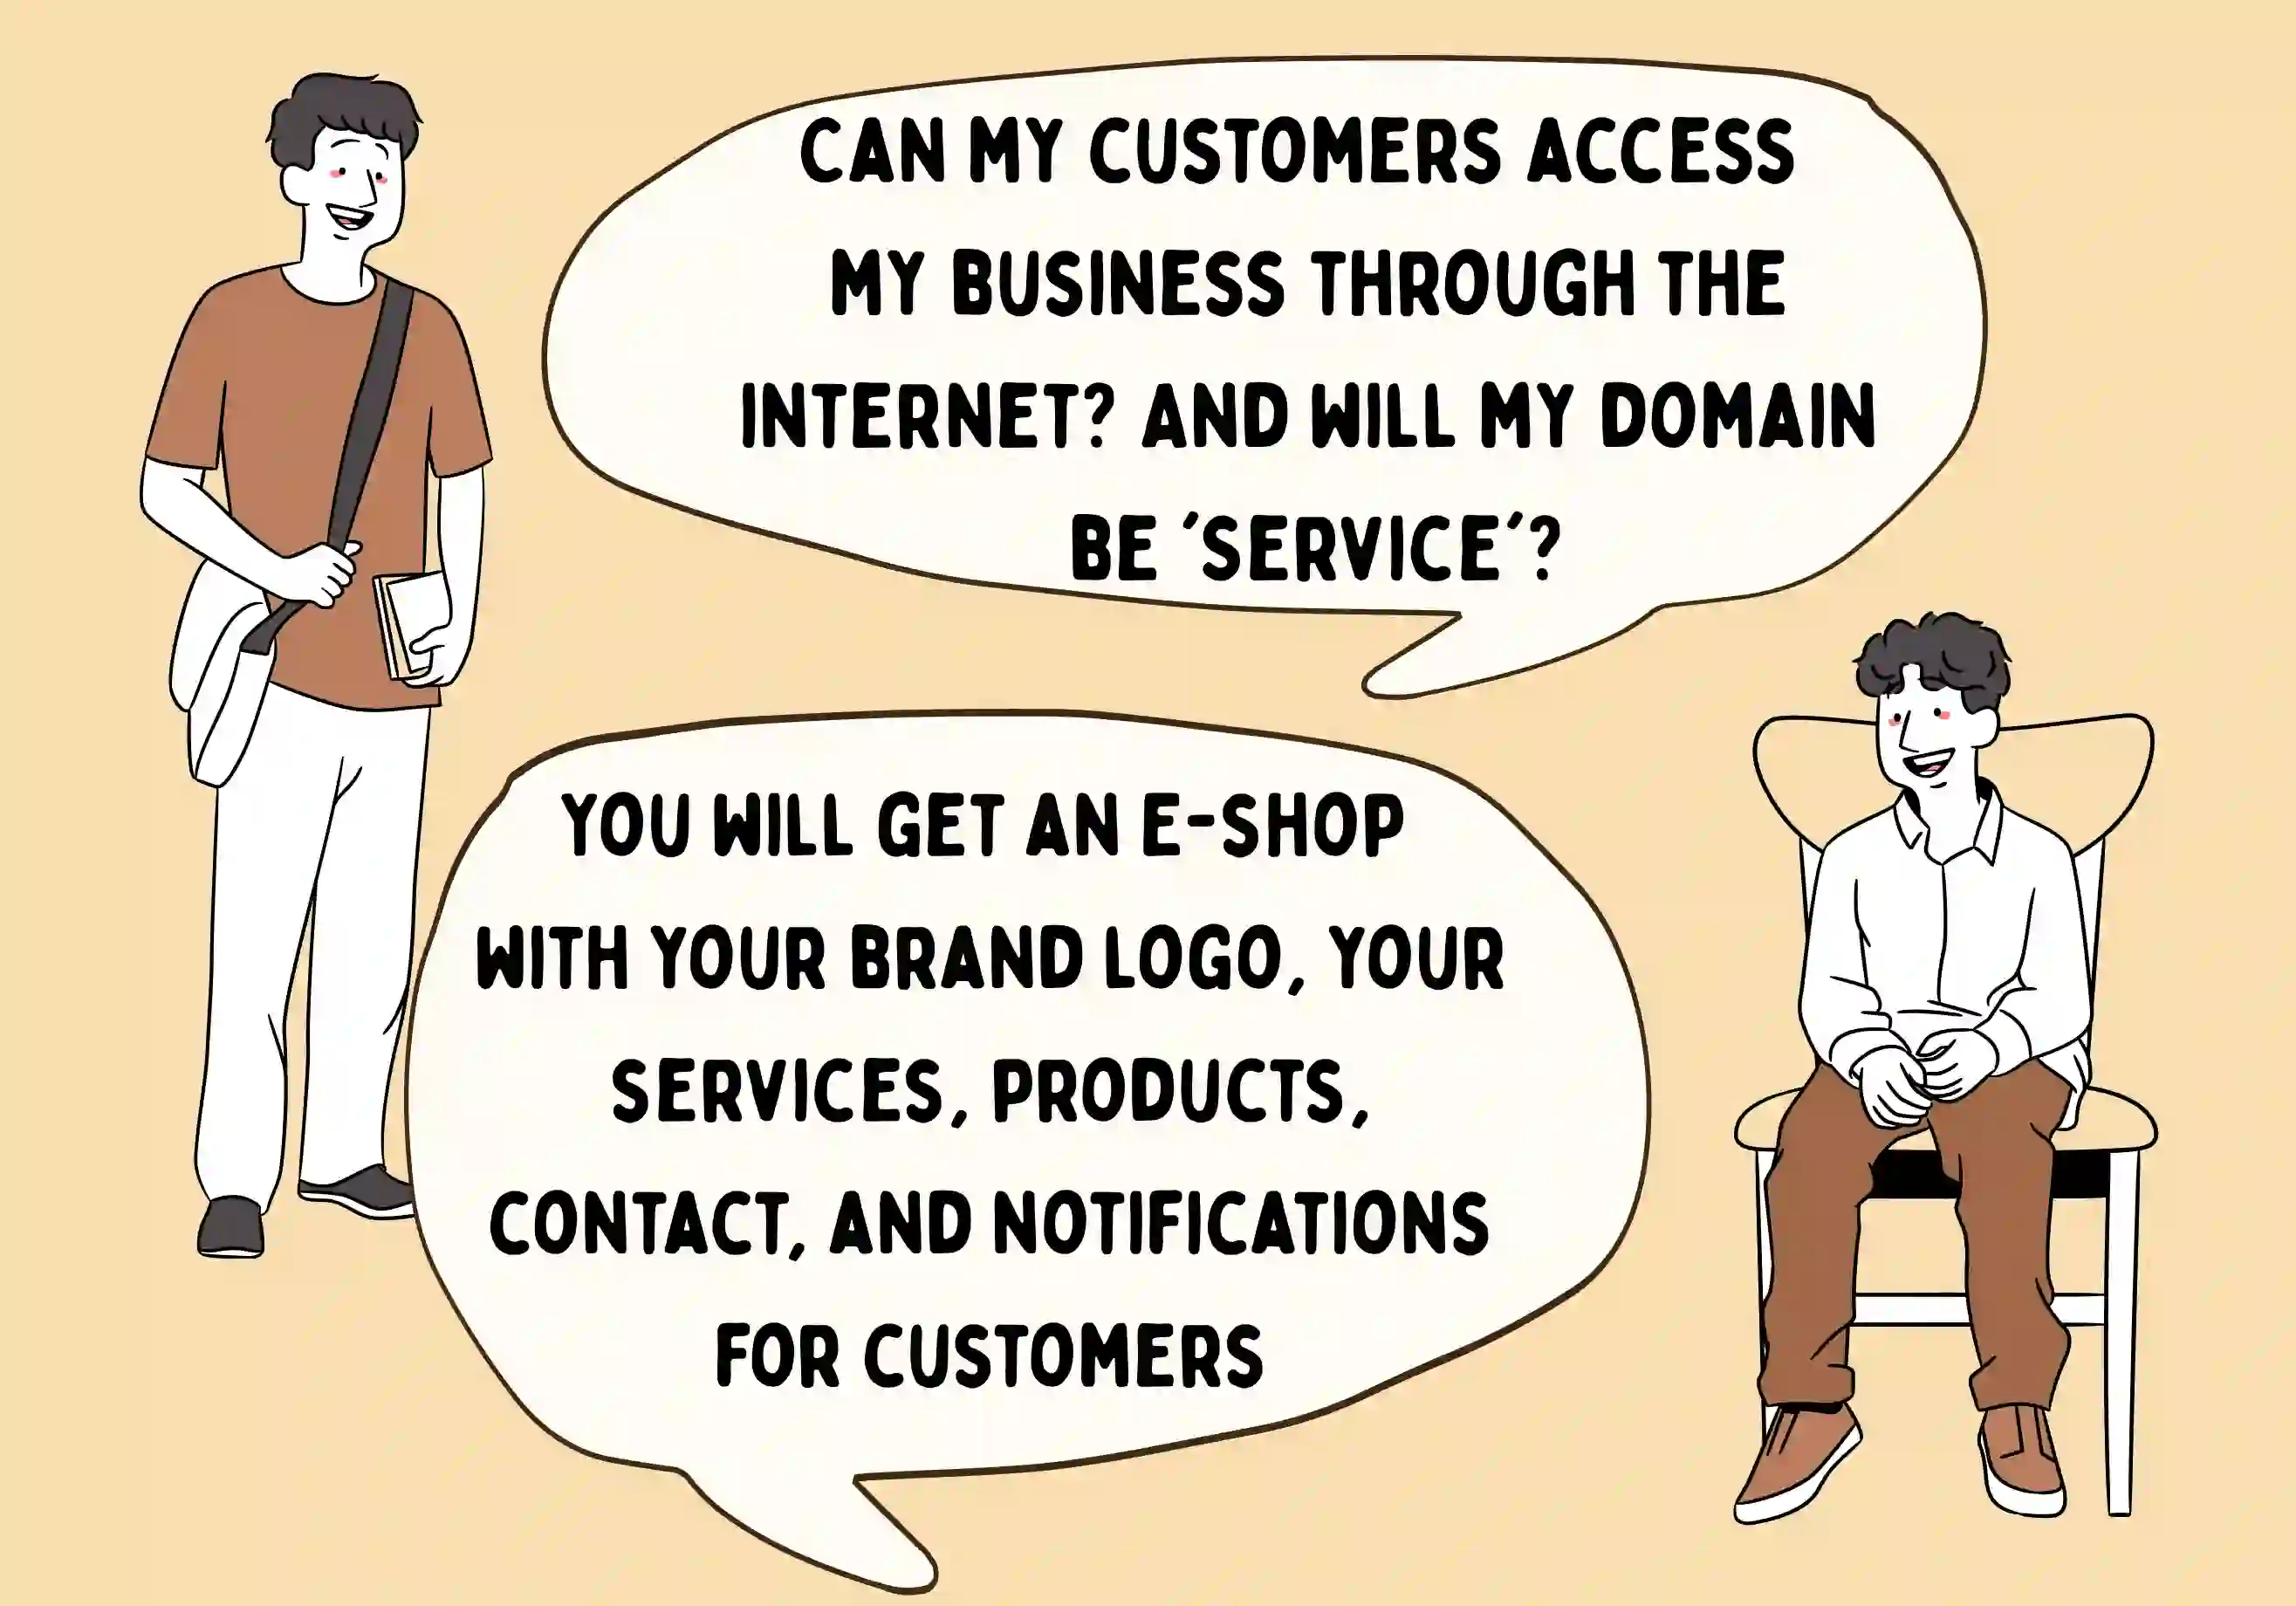 CAN MY CUSTOMERS ACCESS
MY BUSINESS THROUGH THE
INTERNET? AND WILL MY DOMAIN
BE 'SERVICE'?
YOU WILL GET AN E-SHOP
WITH YOUR BRAND LOGO, YOUR
SERVICES, PRODUCTS,
CONTACT, AND NOTIFICATIONS
FOR CUSTOMERS